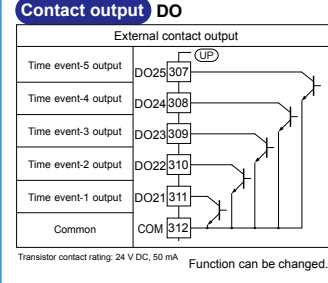 Contact output DO
External contact output
UP
Time event-5 output DO25 307
Time event-4 output DO24 308
Time event-3 output DO23 309
Time event-2 output DO22 310
Time event-1 output DO21 311
Common COM 312
Transistor contact rating: 24 V DC, 50 mA
Function can be changed.